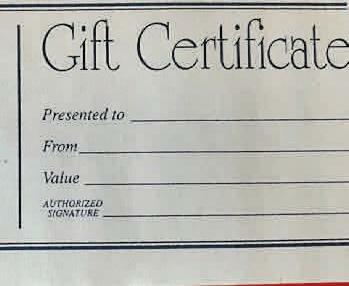 Gift Certificate
Presented to
From
Value
AUTHORIZED
SIGNATURE